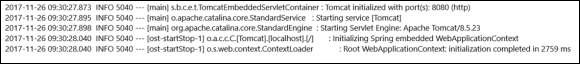 2017-11-26 09:30:27.873 INFO 5040 --- [main] s.b.c.e.t.TomcatEmbeddedServletContainer : Tomcat initialized with port(s): 8080 (http)
2017-11-26 09:30:27.895 INFO 5040 --- [main] o.apache.catalina.core.StandardService : Starting service [Tomcat]
2017-11-26 09:30:27.898 INFO 5040 --- [main] org.apache.catalina.core.StandardEngine : Starting Servlet Engine: Apache Tomcat/8.5.23
2017-11-26 09:30:28.040 INFO 5040 --- [ost-startStop-1] o.a.c.c.C.[Tomcat].[localhost].[/] : Initializing Spring embedded WebApplicationContext
2017-11-26 09:30:28.040 INFO 5040 --- [ost-startStop-1] o.s.web.context.ContextLoader : Root WebApplicationContext: initialization completed in 2759 ms